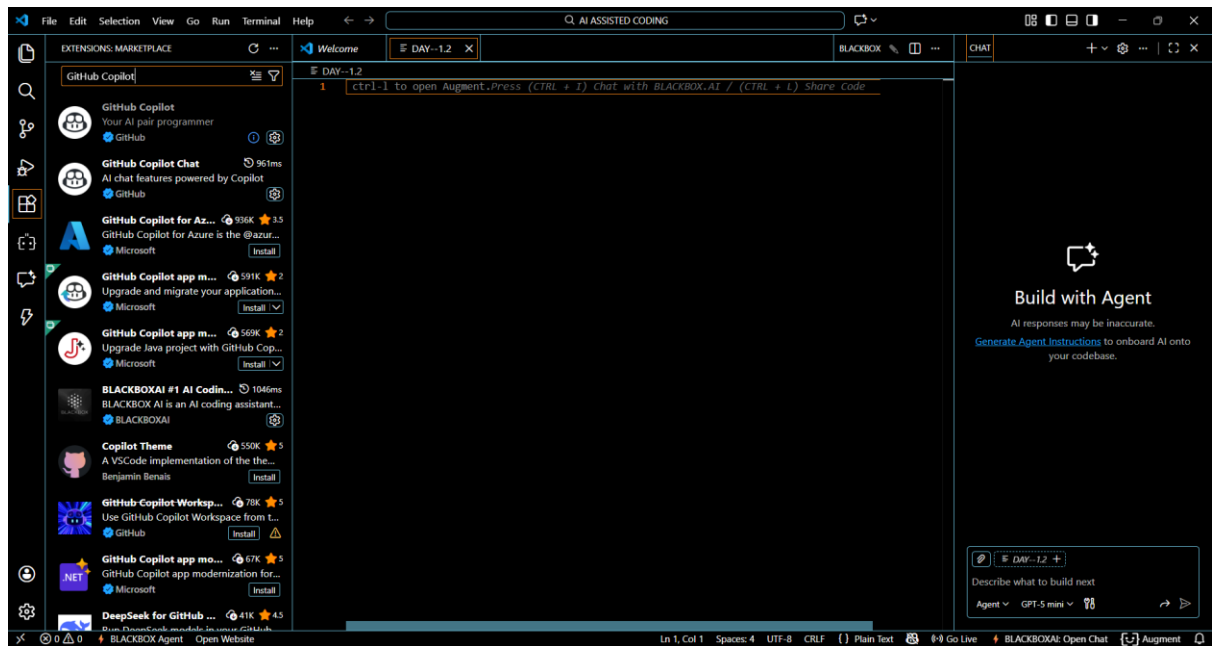 File Edit Selection View Go Run Terminal Help
AI ASSISTED CODING
EXTENSIONS: MARKETPLACE
GitHub Copilot
GitHub Copilot
Your AI pair programmer
GitHub
GitHub Copilot Chat 961ms
AI chat features powered by Copilot
GitHub
GitHub Copilot for Az... 936K 3.5
GitHub Copilot for Azure is the @azur...
Microsoft Install
GitHub Copilot app m... 591K 2
Upgrade and migrate your application...
Microsoft Install
GitHub Copilot app m... 569K 2
Upgrade Java project with GitHub Cop...
Microsoft Install
BLACKBOXAI #1 AI Codin... 1046ms
BLACKBOX AI is an AI coding assistant...
BLACKBOXAI
Copilot Theme 550K 5
A VSCode implementation of the the...
Benjamin Benais Install
GitHub Copilot Worksp... 78K 5
Use GitHub Copilot Workspace from t...
GitHub Install
.NET
GitHub Copilot app mo... 67K 5
GitHub Copilot app modernization for...
Microsoft Install
DeepSeek for GitHub ... 41K 4.5
Run DeepSeek models in your GitHub
Welcome DAY--1.2 BLACKBOX
DAY--1.2
1 ctrl-l to open Augment.Press (CTRL + I) Chat with BLACKBOX.AI / (CTRL + L) Share Code
CHAT
Build with Agent
AI responses may be inaccurate.
Generate Agent Instructions to onboard AI onto
your codebase.
DAY--1.2
Describe what to build next
Agent GPT-5 mini
0 0 BLACKBOX Agent Open Website Ln 1, Col 1 Spaces: 4 UTF-8 CRLF {} Plain Text Go Live BLACKBOXAI: Open Chat Augment